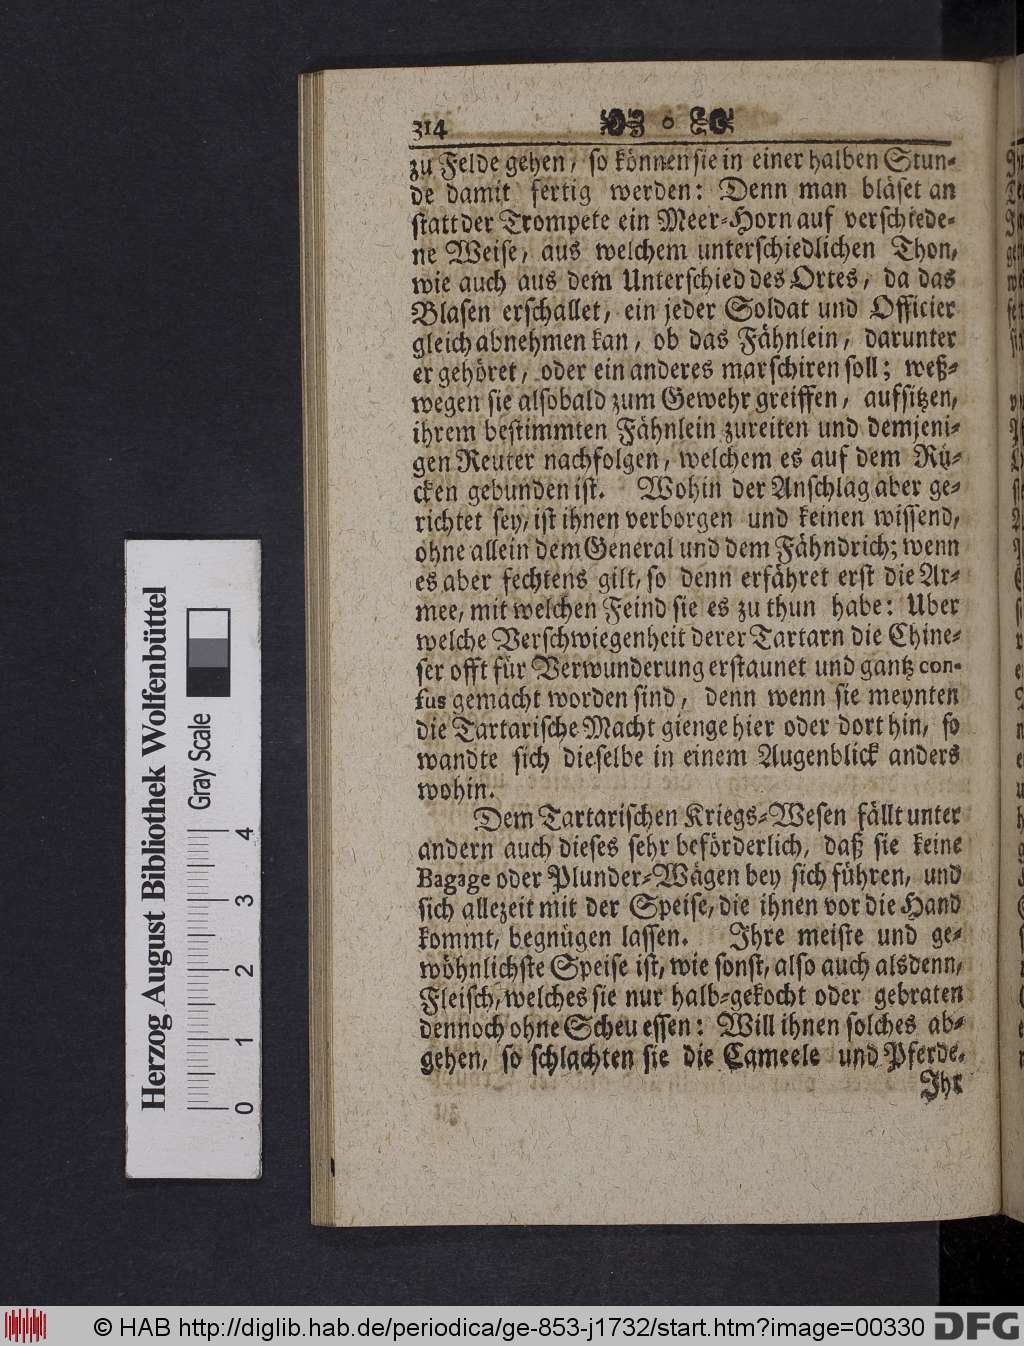 314
zu Felde gehen, so können sie in einer halben Stun-
de damit fertig werden: Denn man bläset an
statt der Trompete ein Meer-Horn auf verschiede-
ne Weise, aus welchem unterschiedlichen Thon,
wie auch aus dem Unterschied des Ortes, da das
Blasen erschallet, ein jeder Soldat und Officier
gleich abnehmen kan, ob das Fähnlein, darunter
er gehöret, oder ein anderes marschiren soll; weß-
wegen sie alsobald zum Gewehr greiffen, aufsitzen,
ihrem bestimmten Fähnlein zureiten und demjeni-
gen Reuter nachfolgen, welchem es auf dem Rü-
cken gebunden ist. Wohin der Anschlag aber ge-
richtet sey, ist ihnen verborgen und keinen wissend,
ohne allein dem General und dem Fähndrich; wenn
es aber fechtens gilt, so denn erfähret erst die Ar-
mee, mit welchen Feind sie es zu thun habe: Uber
welche Verschwiegenheit derer Tartarn die Chine-
ser offt für Verwunderung erstaunet und gantz con-
fus gemacht worden sind, denn wenn sie meynten
die Tartarische Macht gienge hier oder dort hin, so
wandte sich dieselbe in einem Augenblick anders
wohin.
Dem Tartarischen Kriegs-Wesen fällt unter
andern auch dieses sehr beförderlich, daß sie keine
Bagage oder Plunder-Wägen bey sich führen, und
sich allezeit mit der Speise, die ihnen vor die Hand
kommt, begnügen lassen. Ihre meiste und ge-
wöhnlichste Speise ist, wie sonst, also auch alsdenn,
Fleisch, welches sie nur halb-gekocht oder gebraten
dennoch ohne Scheu essen: Will ihnen solches ab-
gehen, so schlachten sie die Cameele und Pferde.
Ihr
Herzog August Bibliothek Wolfenbüttel
Gray Scale
0 1 2 3 4
© HAB http://diglib.hab.de/periodica/ge-853-j1732/start.htm?image=00330
DFG